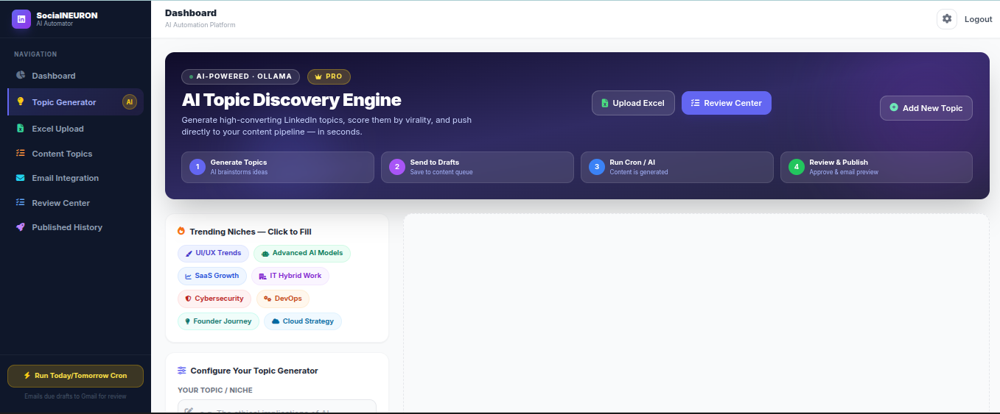 SocialNEURON
AI Automator
NAVIGATION
Dashboard
Topic Generator AI
Excel Upload
Content Topics
Email Integration
Review Center
Published History
Run Today/Tomorrow Cron
Emails due drafts to Gmail for review
Dashboard
AI Automation Platform
Logout
AI-POWERED · OLLAMA PRO
AI Topic Discovery Engine
Generate high-converting LinkedIn topics, score them by virality, and push
directly to your content pipeline — in seconds.
Upload Excel Review Center Add New Topic
1 Generate Topics
AI brainstorms ideas
2 Send to Drafts
Save to content queue
3 Run Cron / AI
Content is generated
4 Review & Publish
Approve & email preview
Trending Niches — Click to Fill
UI/UX Trends Advanced AI Models
SaaS Growth IT Hybrid Work
Cybersecurity DevOps
Founder Journey Cloud Strategy
Configure Your Topic Generator
YOUR TOPIC / NICHE
e.g. The ethical implications of AI